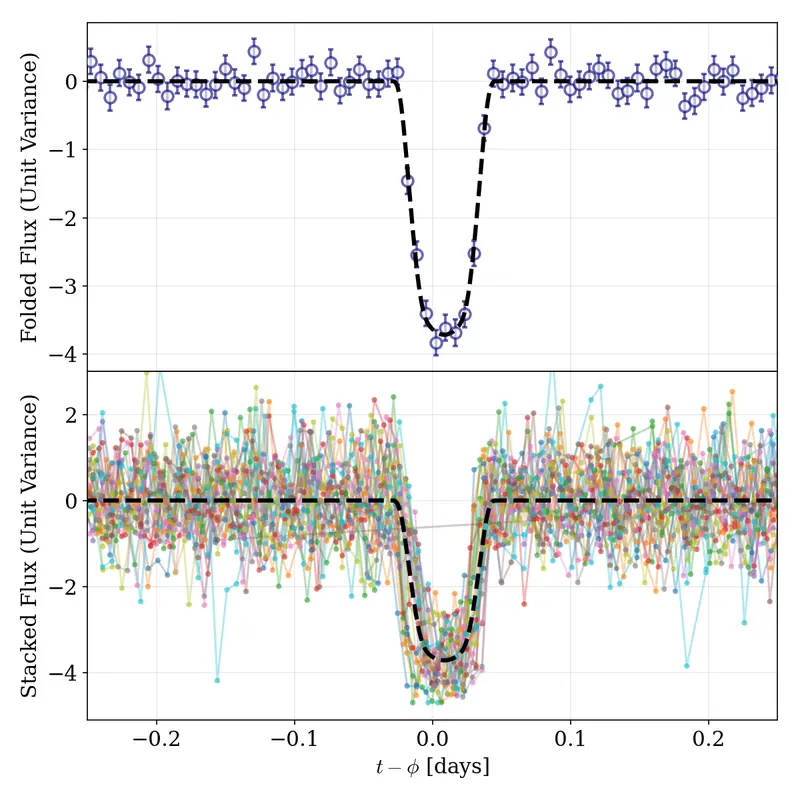 Folded Flux (Unit Variance)
0
−1
−2
−3
−4
Stacked Flux (Unit Variance)
2
0
−2
−4
−0.2 −0.1 0.0 0.1 0.2
t − ϕ [days]